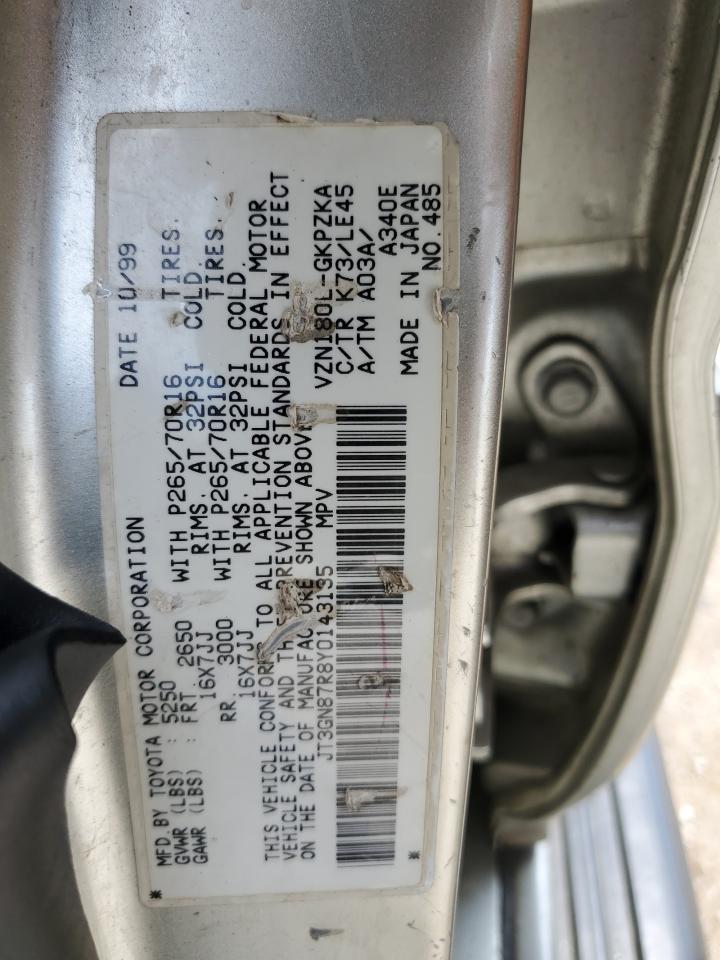 MFD.BY TOYOTA MOTOR CORPORATION DATE 10/99
GVWR (LBS) : 5250
GAWR (LBS) : FRT. 2650 WITH P265/70R16 TIRES.
16X7JJ RIMS. AT 32PSI COLD.
RR. 3000 WITH P265/70R16 TIRES.
16X7JJ RIMS. AT 32PSI COLD.
THIS VEHICLE CONFORMS TO ALL APPLICABLE FEDERAL MOTOR
VEHICLE SAFETY AND THEFT PREVENTION STANDARDS IN EFFECT
ON THE DATE OF MANUFACTURE SHOWN ABOVE.
JT3GN87R8Y0143135 MPV
VZN180L-GKPZKA
C/TR K73/LE45
A/TM A03A/
A340E
MADE IN JAPAN
NO.485